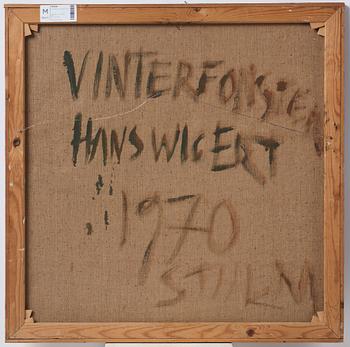 VINTERFÖNSTER
HANS WIGERT
1970
STHLM